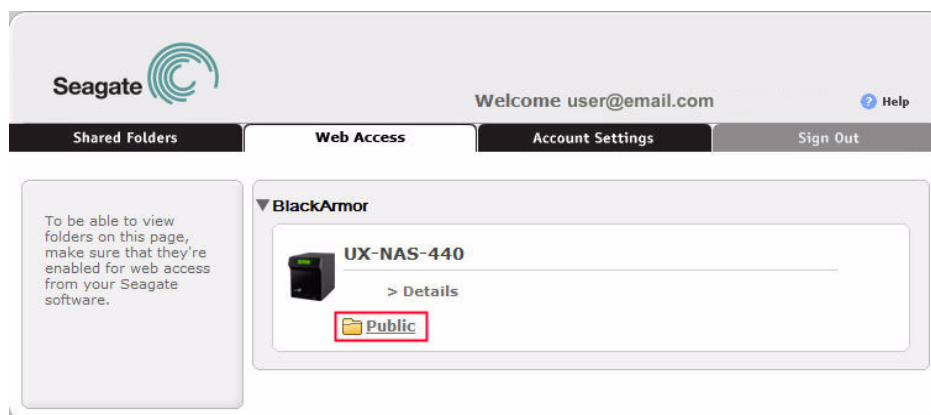 Seagate
Welcome user@email.com
Help
Shared Folders
Web Access
Account Settings
Sign Out
To be able to view
folders on this page,
make sure that they're
enabled for web access
from your Seagate
software.
BlackArmor
UX-NAS-440
> Details
Public